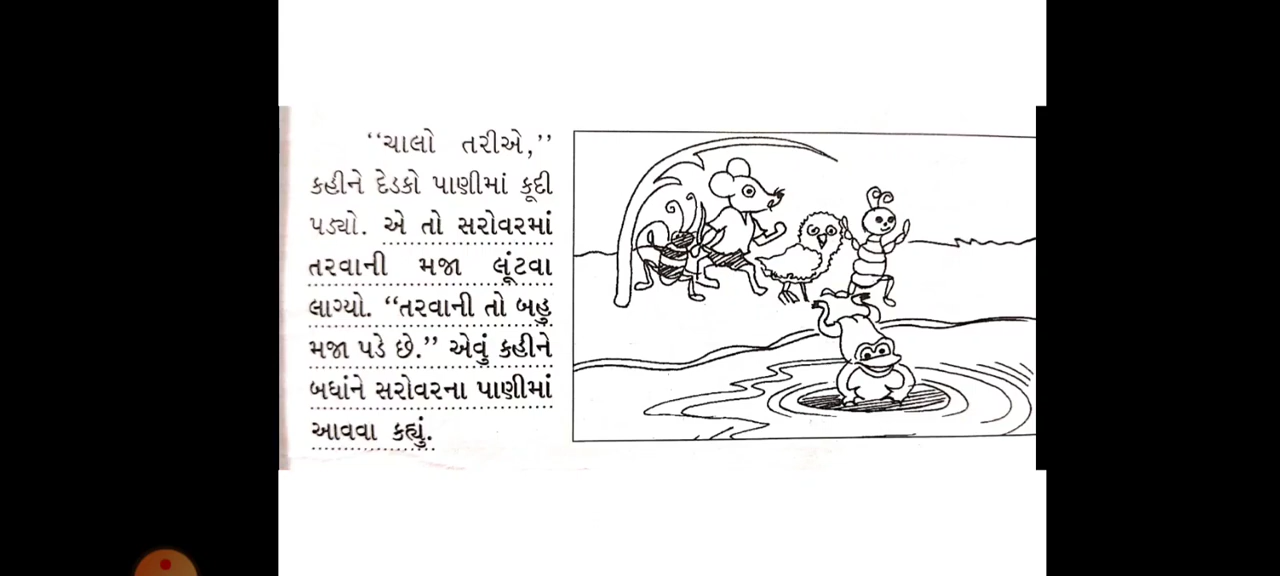 “ચાલો તરીએ,”
કહીને દેડકો પાણીમાં કૂદી
પડ્યો. એ તો સરોવરમાં
તરવાની મજા લૂંટવા
લાગ્યો. “તરવાની તો બહુ
મજા પડે છે.” એવું કહીને
બધાંને સરોવરના પાણીમાં
આવવા કહ્યું.